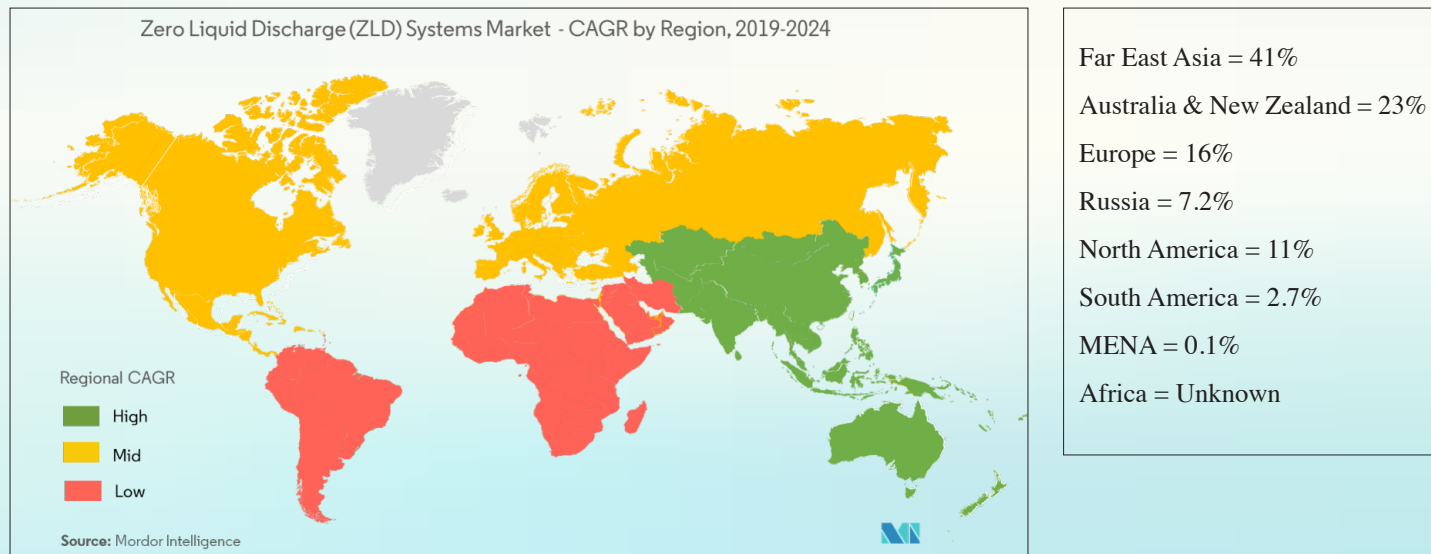 Zero Liquid Discharge (ZLD) Systems Market - CAGR by Region, 2019-2024
Regional CAGR
High
Mid
Low
Source: Mordor Intelligence
Far East Asia = 41%
Australia & New Zealand = 23%
Europe = 16%
Russia = 7.2%
North America = 11%
South America = 2.7%
MENA = 0.1%
Africa = Unknown